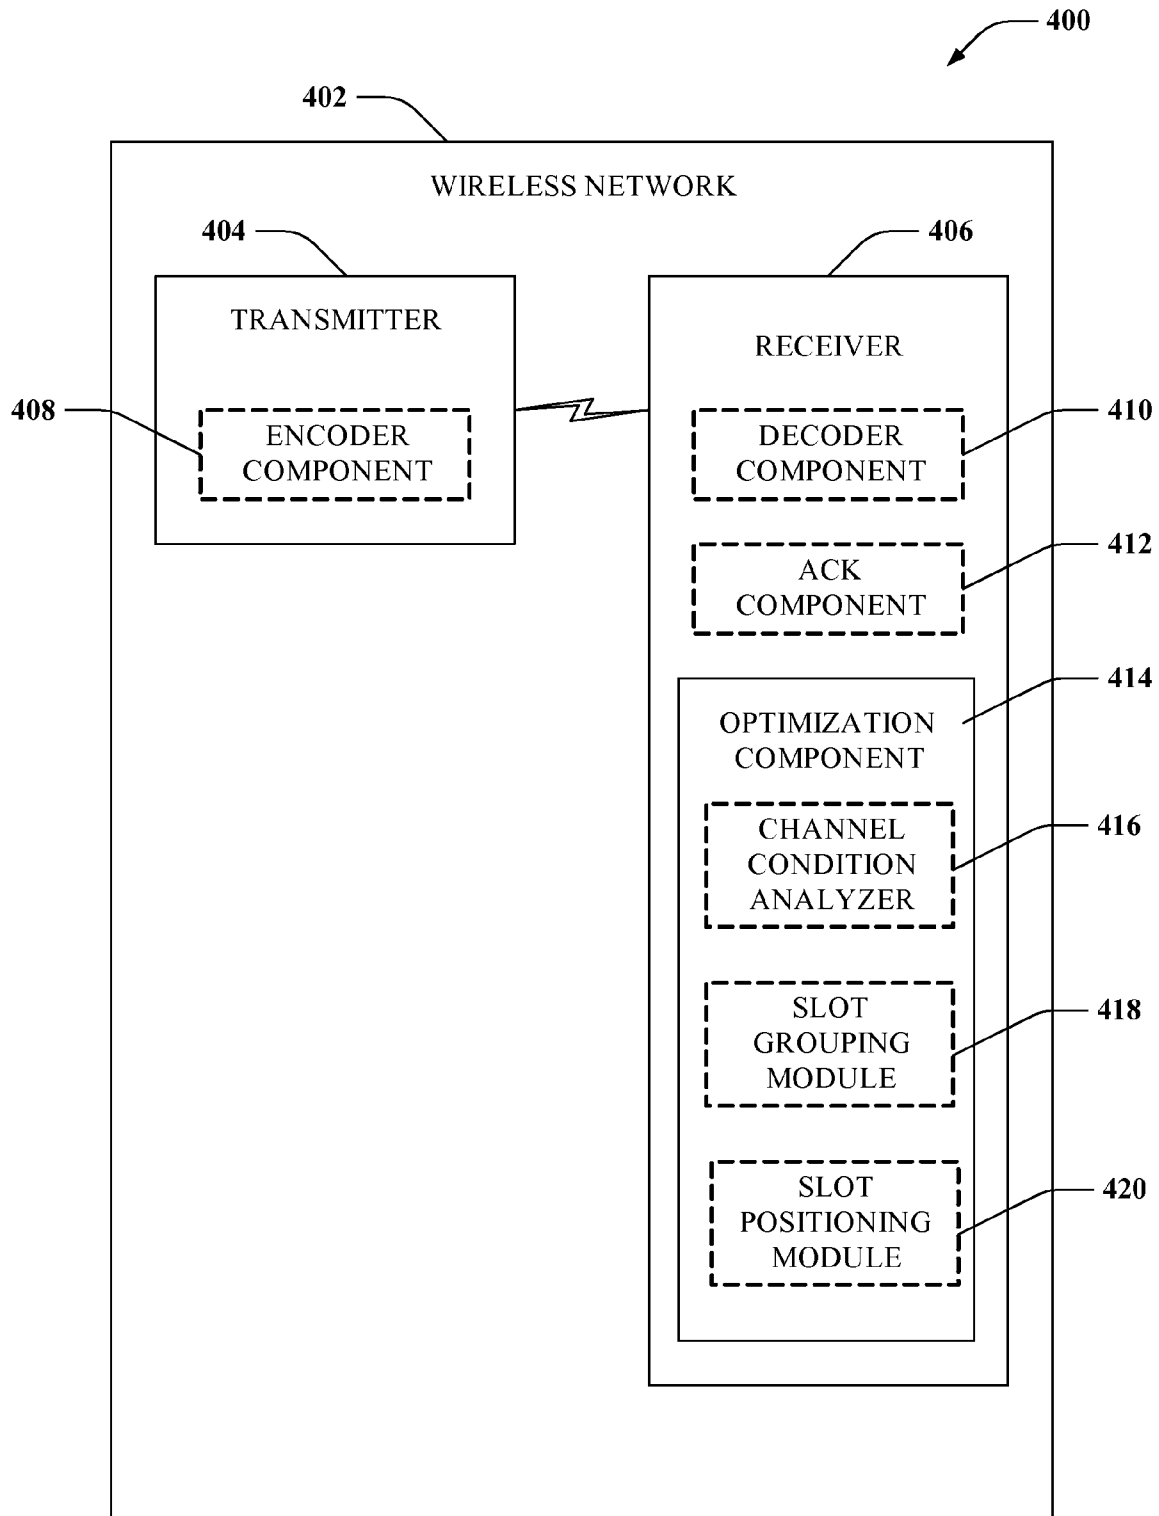 400
402
WIRELESS NETWORK
404
406
TRANSMITTER
RECEIVER
408
ENCODER
COMPONENT
410
DECODER
COMPONENT
412
ACK
COMPONENT
414
OPTIMIZATION
COMPONENT
416
CHANNEL
CONDITION
ANALYZER
418
SLOT
GROUPING
MODULE
420
SLOT
POSITIONING
MODULE